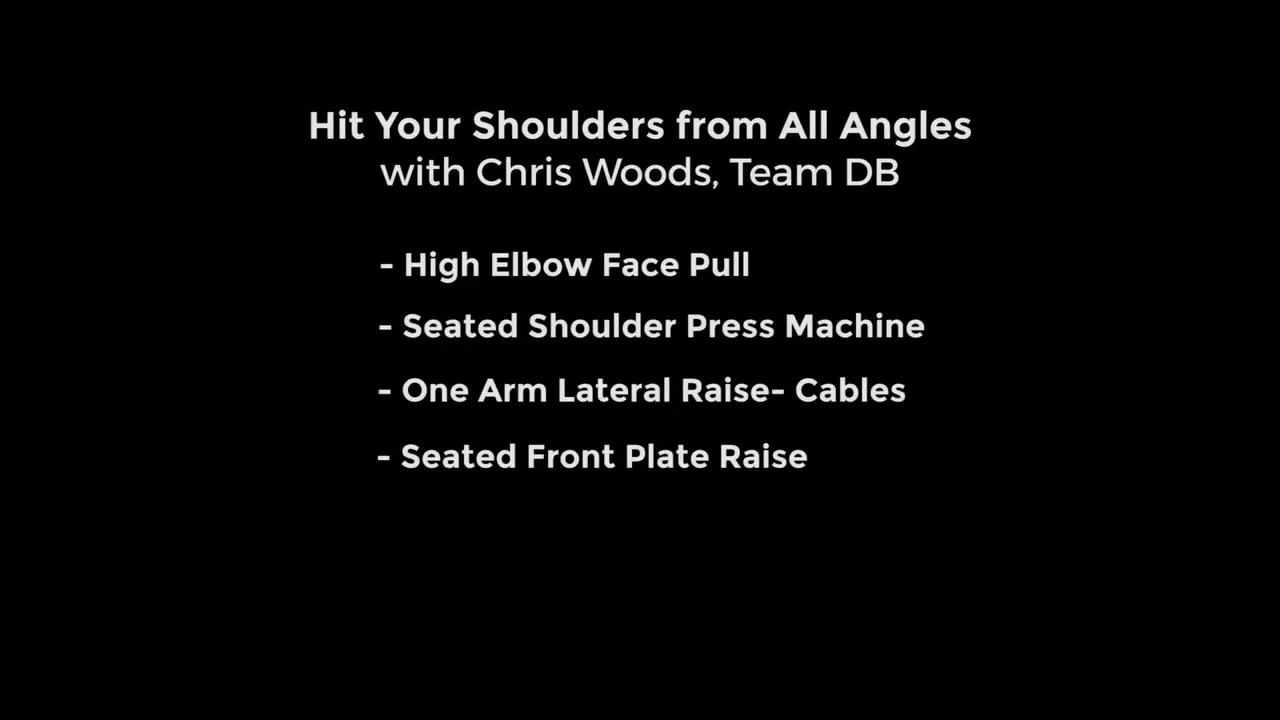 Hit Your Shoulders from All Angles
with Chris Woods, Team DB
- High Elbow Face Pull
- Seated Shoulder Press Machine
- One Arm Lateral Raise- Cables
- Seated Front Plate Raise